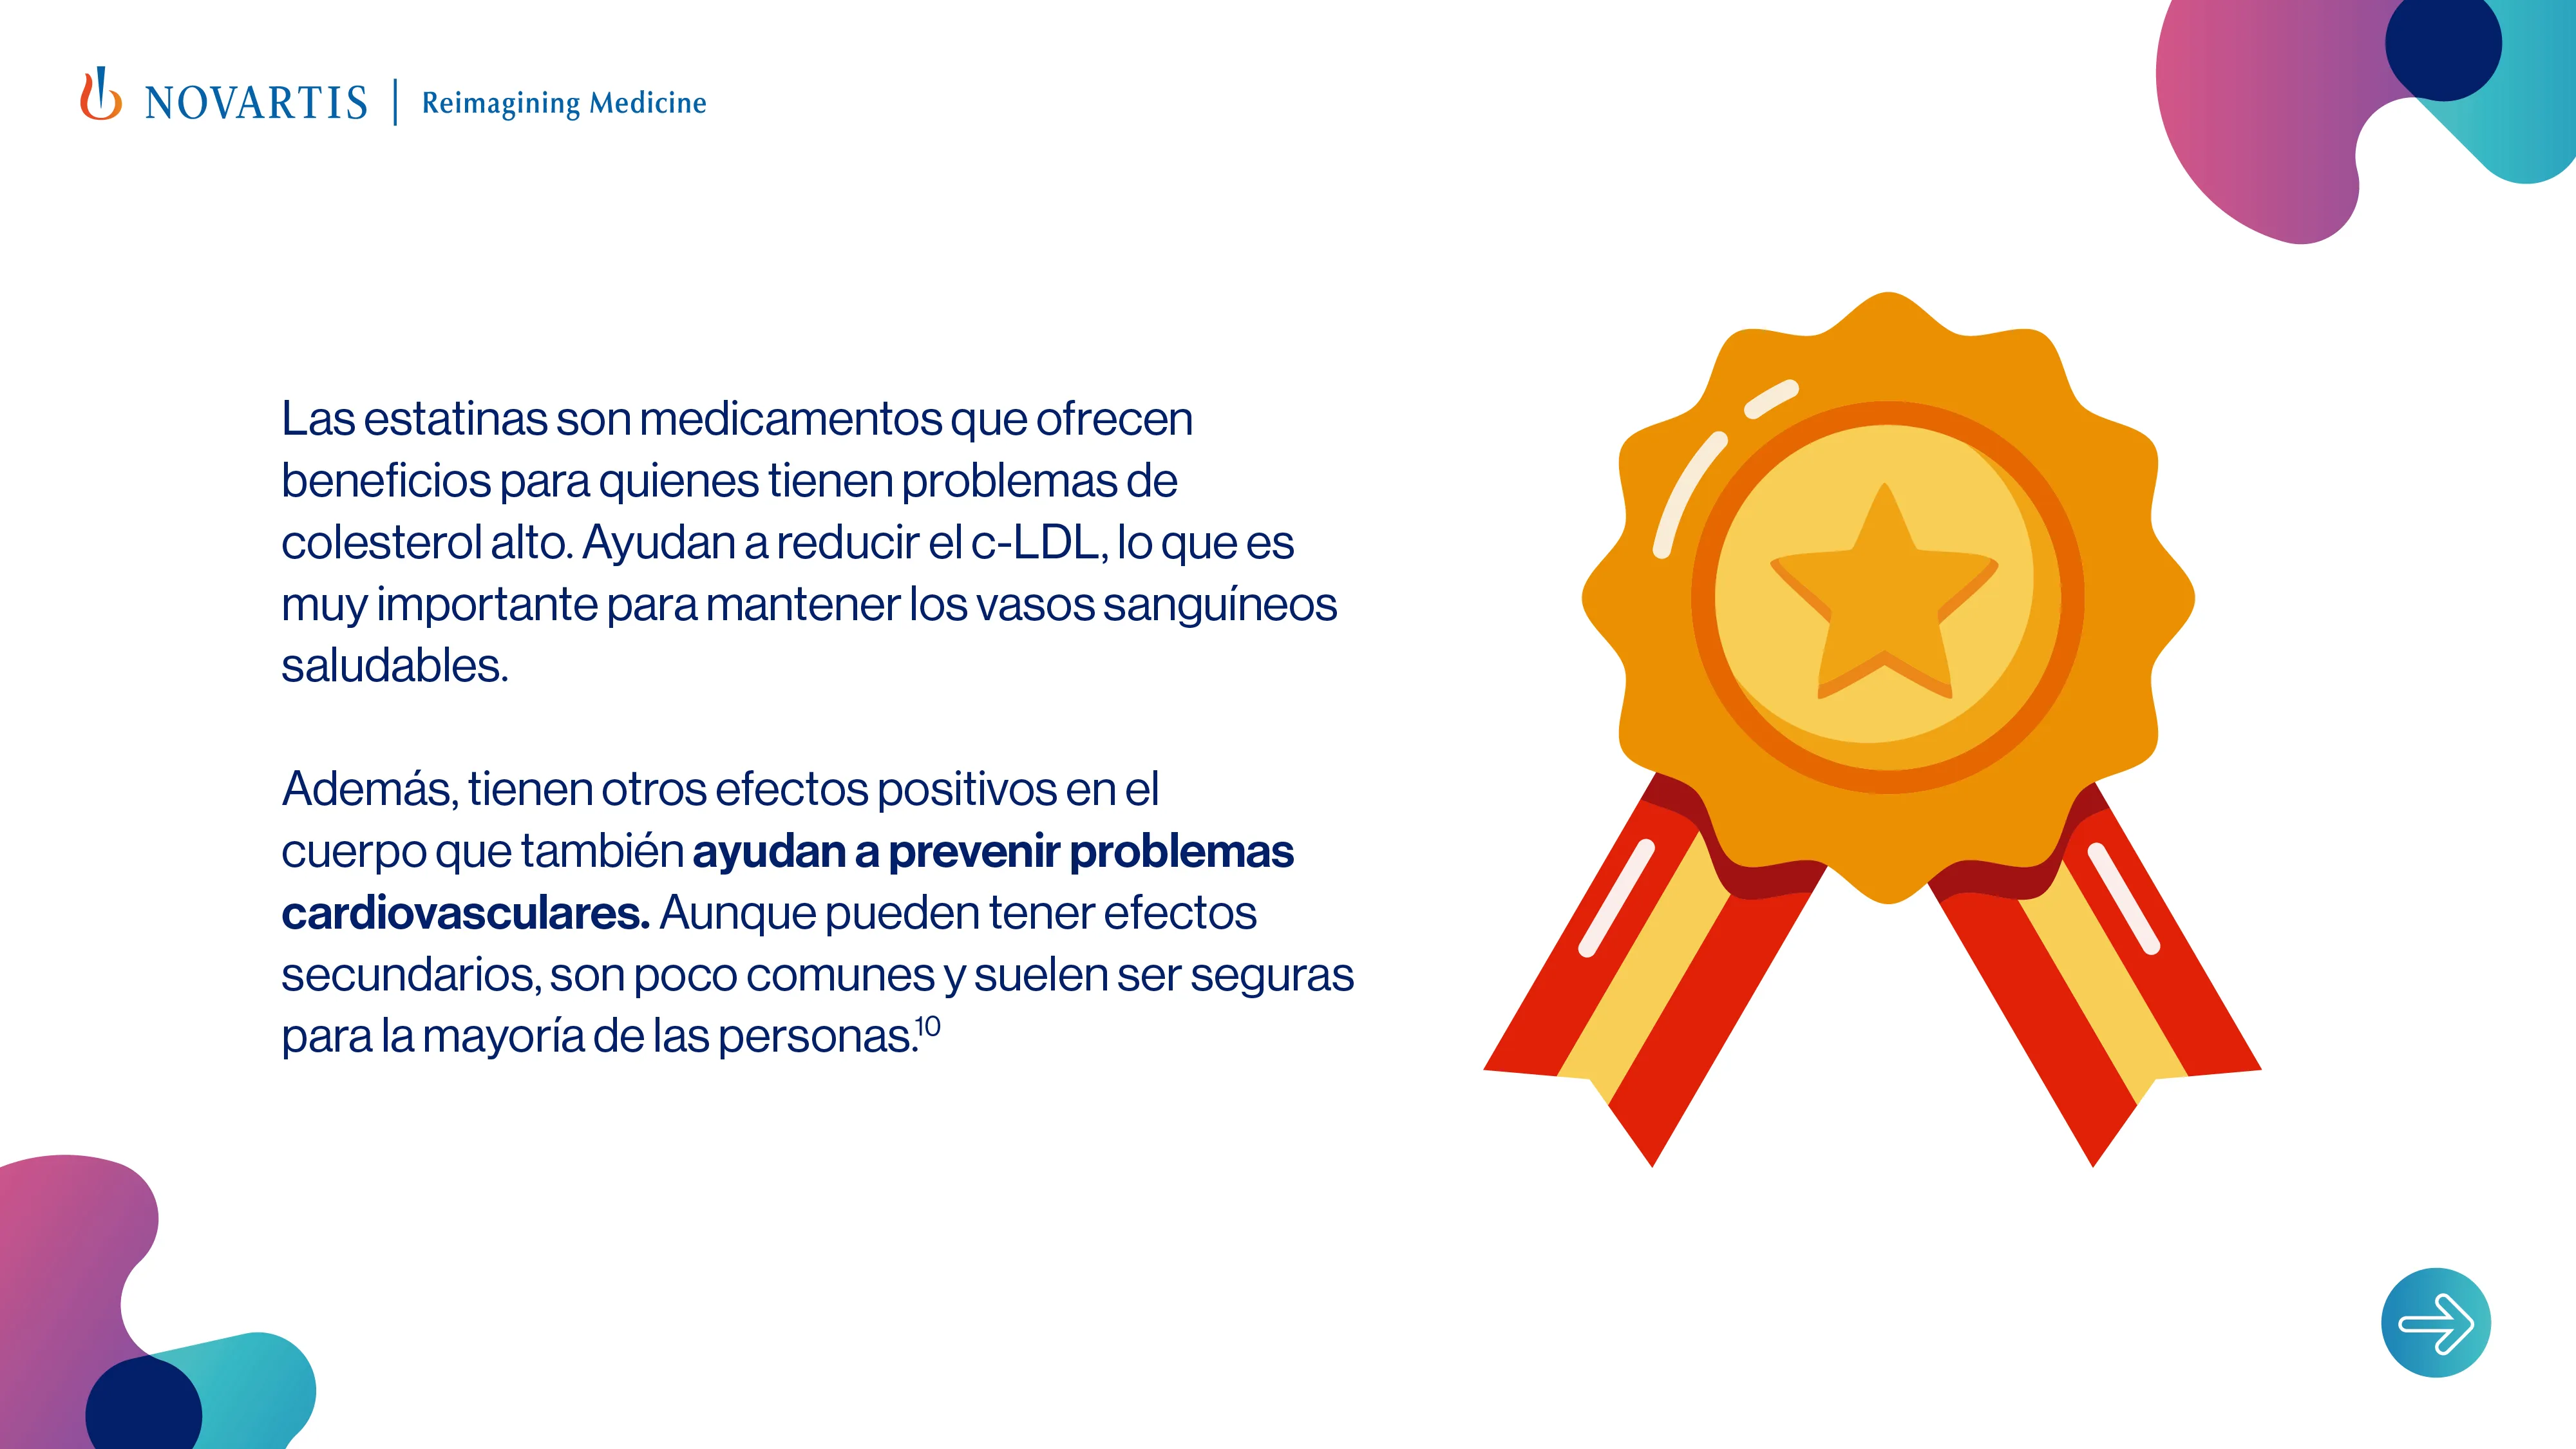 NOVARTIS | Reimagining Medicine
Las estatinas son medicamentos que ofrecen
beneficios para quienes tienen problemas de
colesterol alto. Ayudan a reducir el c-LDL, lo que es
muy importante para mantener los vasos sanguíneos
saludables.
Además, tienen otros efectos positivos en el
cuerpo que también ayudan a prevenir problemas
cardiovasculares. Aunque pueden tener efectos
secundarios, son poco comunes y suelen ser seguras
para la mayoría de las personas.¹⁰